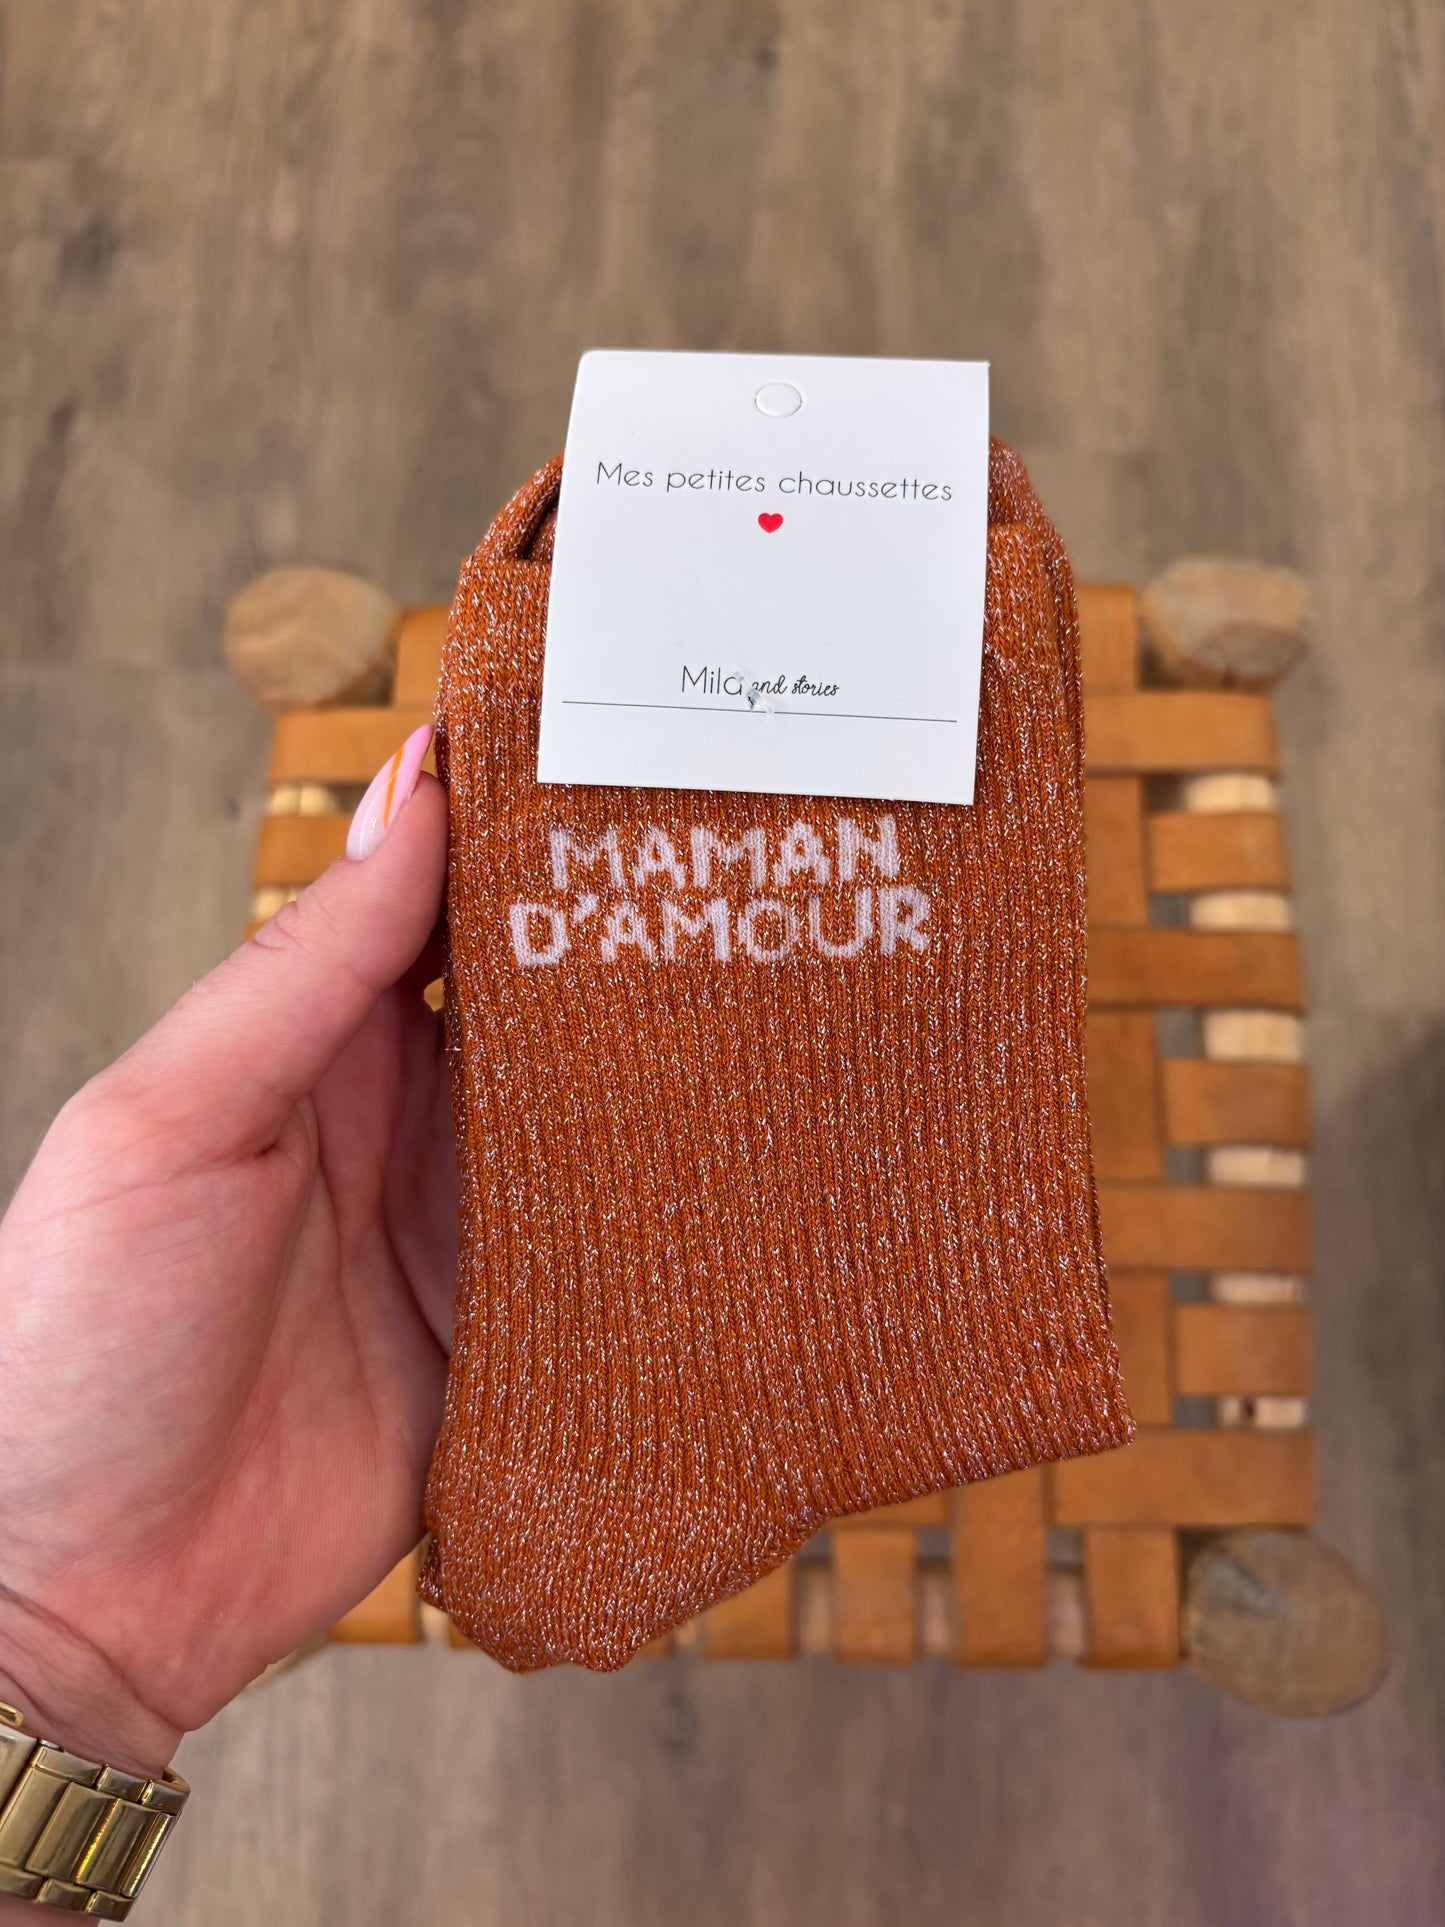 Mes petites chaussettes
Mila and stories
MAMAN
D'AMOUR